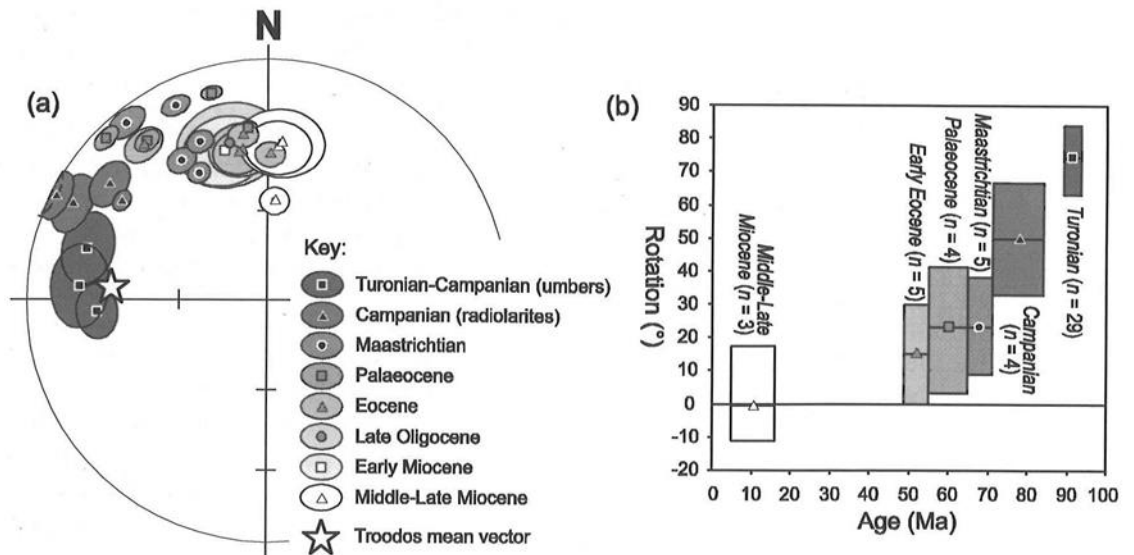 N
(a)
Key:
Turonian-Campanian (umbers)
Campanian (radiolarites)
Maastrichtian
Palaeocene
Eocene
Late Oligocene
Early Miocene
Middle-Late Miocene
Troodos mean vector
(b)
Rotation (°)
90
80
70
60
50
40
30
20
10
0
-10
-20
Middle-Late
Miocene (n = 3)
Early Eocene (n = 5)
Palaeocene (n = 4)
Maastrichtian (n = 5)
Campanian
(n = 4)
Turonian (n = 29)
0 10 20 30 40 50 60 70 80 90 100
Age (Ma)